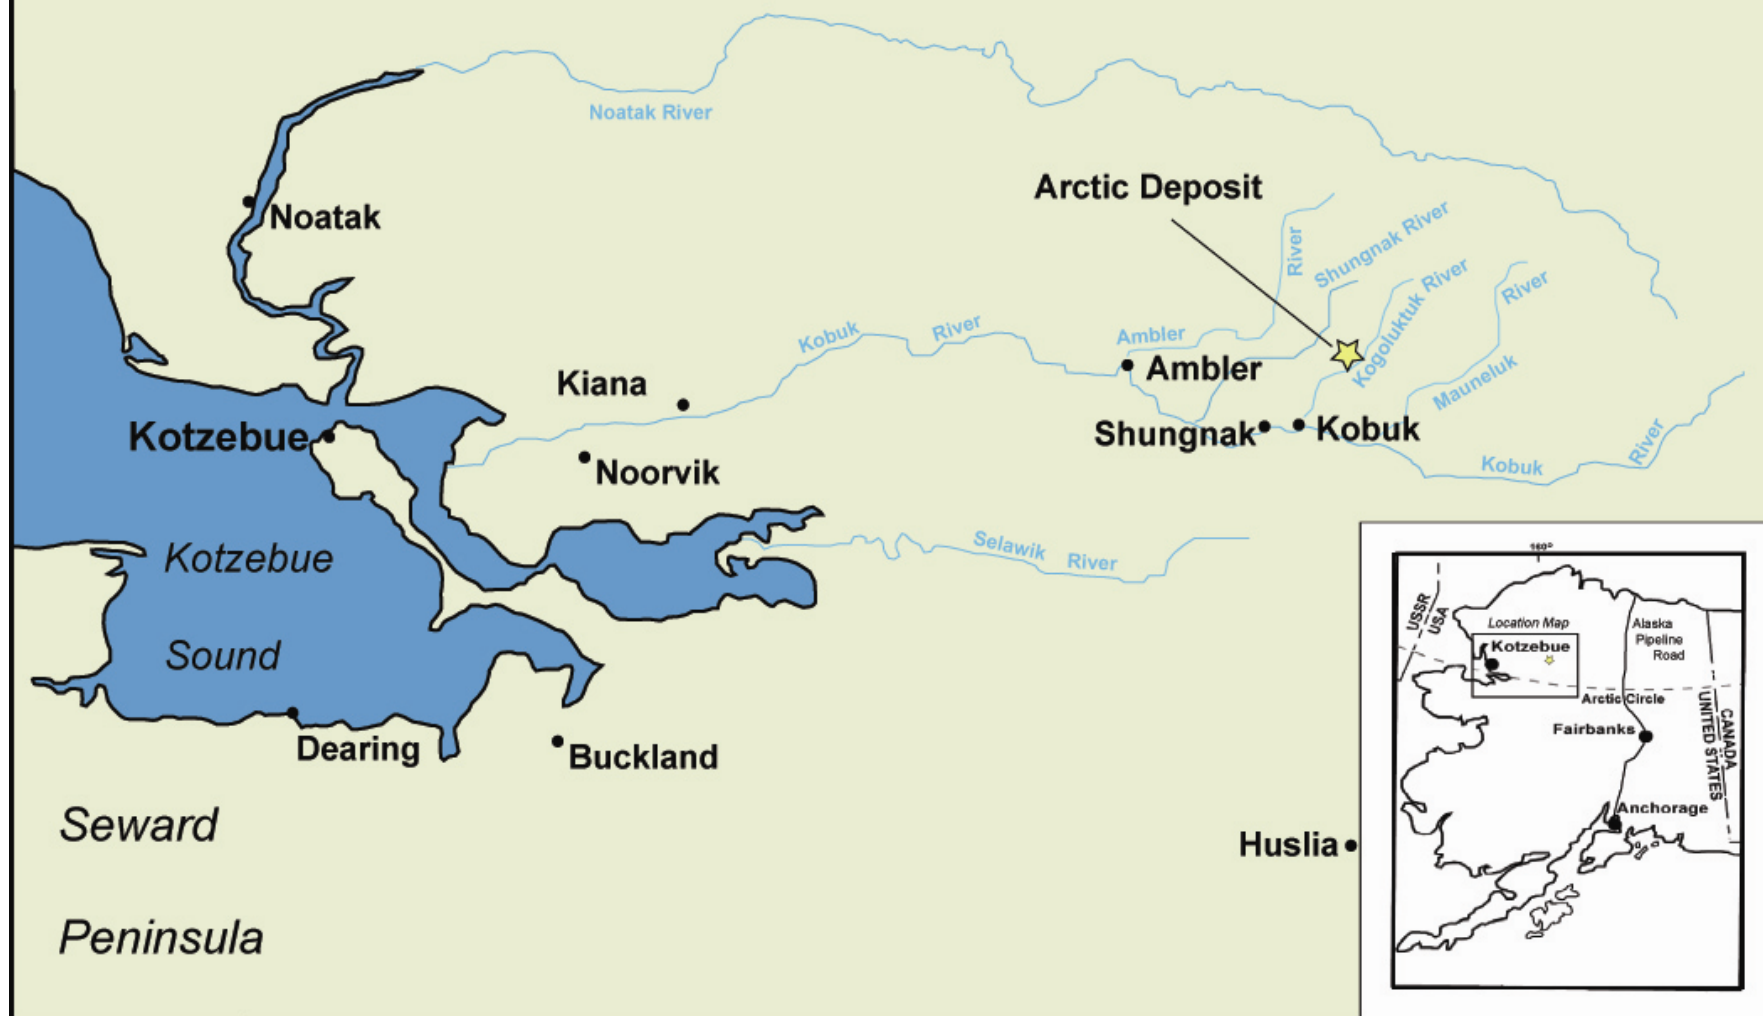 Noatak River
Arctic Deposit
Noatak
River
Shungnak River
Kogoluktuk River
River
Kobuk River
Ambler
Ambler
Mauneluk
Kiana
Kotzebue
Shungnak
Kobuk
Noorvik
Kobuk River
Kotzebue
Selawik River
Sound
Dearing
Buckland
Seward
Huslia
Peninsula
160°
USSR
USA
Location Map
Kotzebue
Alaska
Pipeline
Road
Arctic Circle
Fairbanks
CANADA
UNITED STATES
Anchorage